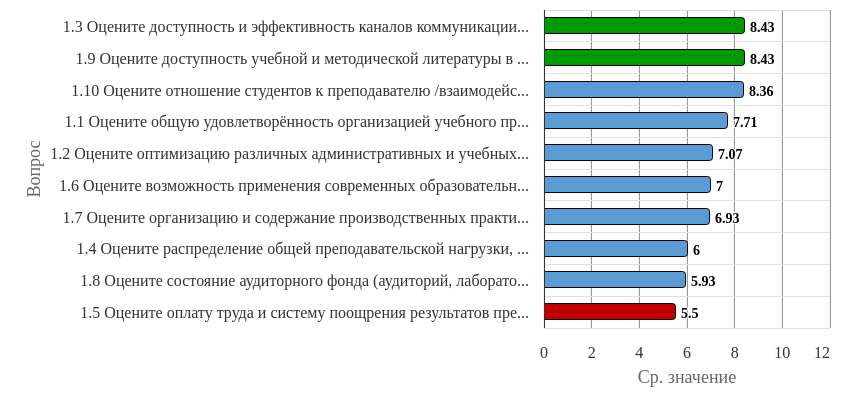 1.3 Оцените доступность и эффективность каналов коммуникации... 8.43
1.9 Оцените доступность учебной и методической литературы в ... 8.43
1.10 Оцените отношение студентов к преподавателю /взаимодейс... 8.36
1.1 Оцените общую удовлетворённость организацией учебного пр... 7.71
1.2 Оцените оптимизацию различных административных и учебных... 7.07
1.6 Оцените возможность применения современных образовательн... 7
1.7 Оцените организацию и содержание производственных практи... 6.93
1.4 Оцените распределение общей преподавательской нагрузки, ... 6
1.8 Оцените состояние аудиторного фонда (аудиторий, лаборато... 5.93
1.5 Оцените оплату труда и систему поощрения результатов пре... 5.5
Вопрос
0 2 4 6 8 10 12
Ср. значение